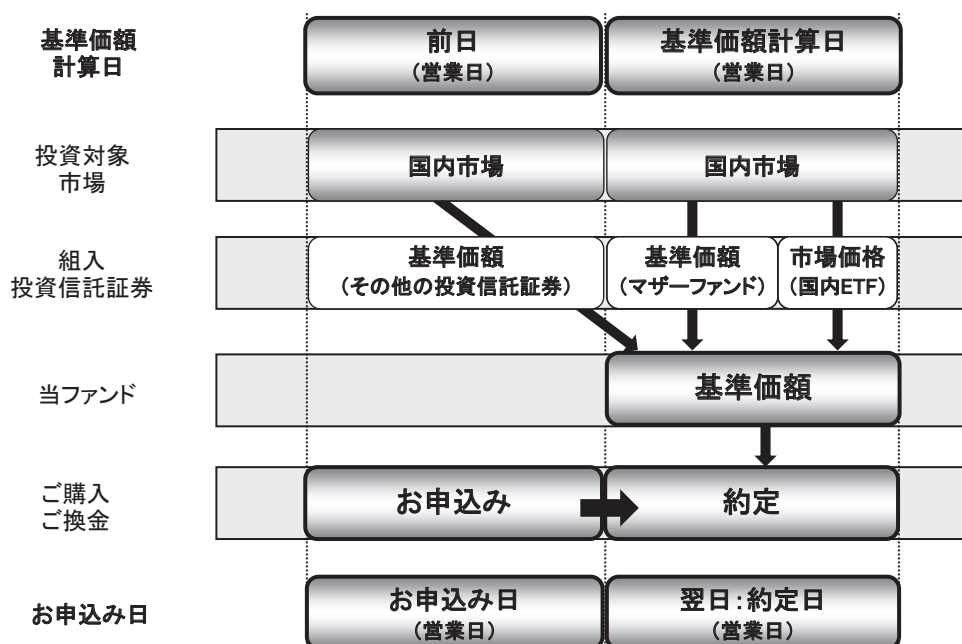 基準価額
計算日
前日
(営業日)
基準価額計算日
(営業日)
投資対象
市場
国内市場
国内市場
組入
投資信託証券
基準価額
(その他の投資信託証券)
基準価額
(マザーファンド)
市場価格
(国内ETF)
当ファンド
基準価額
ご購入
ご換金
お申込み
約定
お申込み日
お申込み日
(営業日)
翌日:約定日
(営業日)